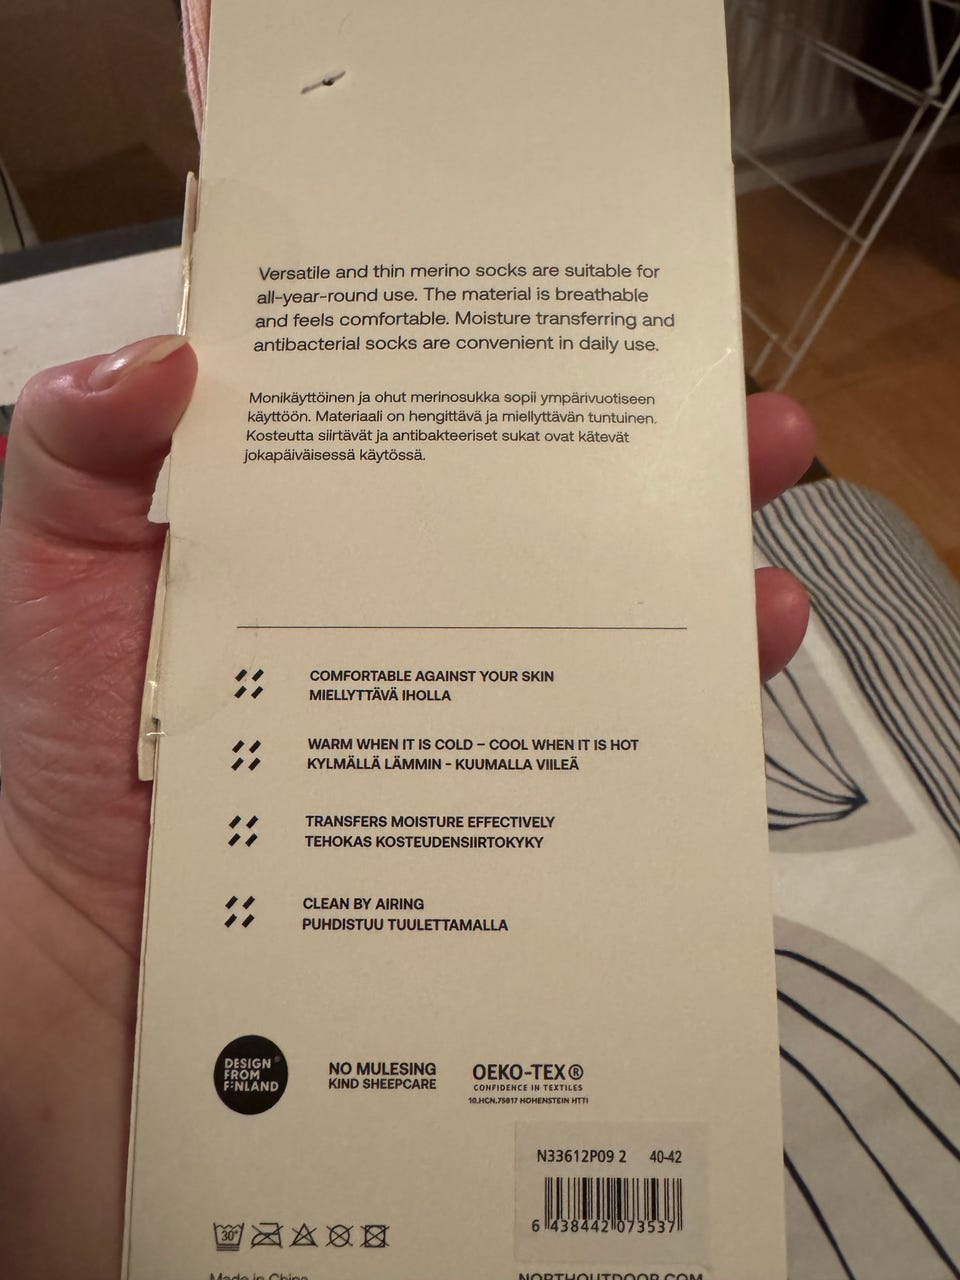 Versatile and thin merino socks are suitable for
all-year-round use. The material is breathable
and feels comfortable. Moisture transferring and
antibacterial socks are convenient in daily use.
Monikäyttöinen ja ohut merinosukka sopii ympärivuotiseen
käyttöön. Materiaali on hengittävä ja miellyttävän tuntuinen.
Kosteutta siirtävät ja antibakteeriset sukat ovat kätevät
jokapäiväisessä käytössä.
COMFORTABLE AGAINST YOUR SKIN
MIELLYTTÄVÄ IHOLLA
WARM WHEN IT IS COLD – COOL WHEN IT IS HOT
KYLMÄLLÄ LÄMMIN - KUUMALLA VIILEÄ
TRANSFERS MOISTURE EFFECTIVELY
TEHOKAS KOSTEUDENSIIRTOKYKY
CLEAN BY AIRING
PUHDISTUU TUULETTAMALLA
DESIGN
FROM
FINLAND
NO MULESING
KIND SHEEPCARE
OEKO-TEX®
CONFIDENCE IN TEXTILES
10.HCN.75817 HOHENSTEIN HTTI
N33612P09 2 40-42
6 438442 073537
30°
Made in China
NORTHOUTDOOR.COM